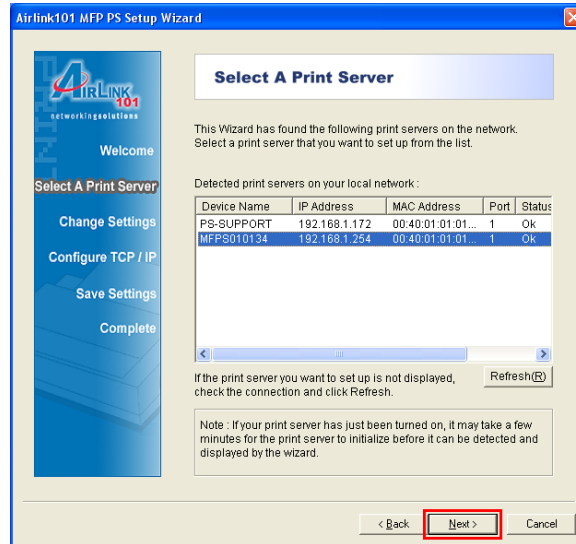 Airlink101 MFP PS Setup Wizard
AIRLINK
101
networkingsolutions
Welcome
Select A Print Server
Change Settings
Configure TCP / IP
Save Settings
Complete
Select A Print Server
This Wizard has found the following print servers on the network.
Select a print server that you want to set up from the list.
Detected print servers on your local network :
Device Name IP Address MAC Address Port Status
PS-SUPPORT 192.168.1.172 00:40:01:01:01... 1 Ok
MFPS010134 192.168.1.254 00:40:01:01:01... 1 Ok
If the print server you want to set up is not displayed,
check the connection and click Refresh.
Refresh(R)
Note : If your print server has just been turned on, it may take a few
minutes for the print server to initialize before it can be detected and
displayed by the wizard.
< Back
Next >
Cancel